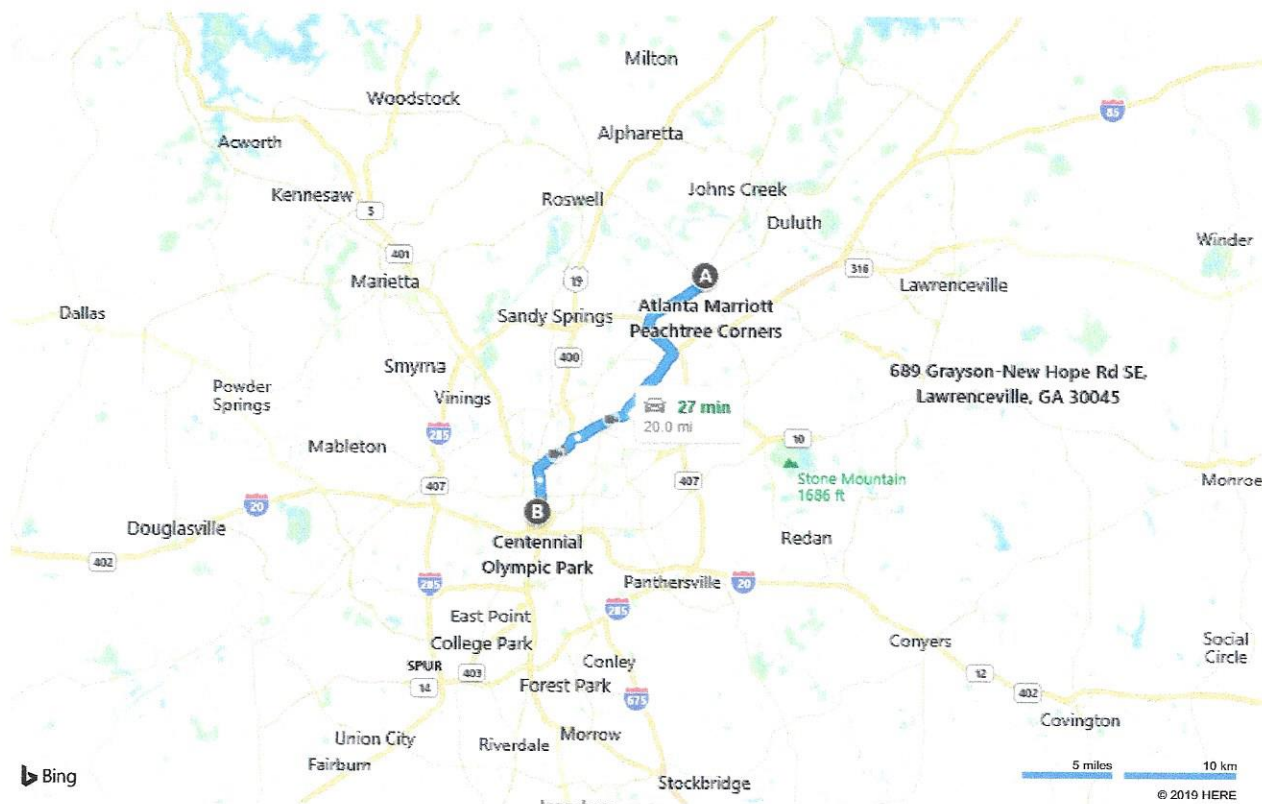 Milton
Woodstock
85
Alpharetta
Acworth
Kennesaw
Johns Creek
Roswell
5
Duluth
Winder
401
316
Marietta
19
A
Lawrenceville
Atlanta Marriott
Peachtree Corners
Dallas
Sandy Springs
400
Smyrna
689 Grayson-New Hope Rd SE,
Lawrenceville, GA 30045
Powder
Springs
Vinings
27 min
20.0 mi
285
10
Mableton
Stone Mountain
1686 ft
407
407
Monroe
20
B
Douglasville
Redan
Centennial
Olympic Park
402
285
Panthersville
20
285
East Point
College Park
Conyers
Social
Circle
SPUR
14
403
Conley
12
Forest Park
675
402
Covington
Union City
Riverdale
Morrow
Fairburn
Bing
Stockbridge
5 miles
10 km
© 2019 HERE